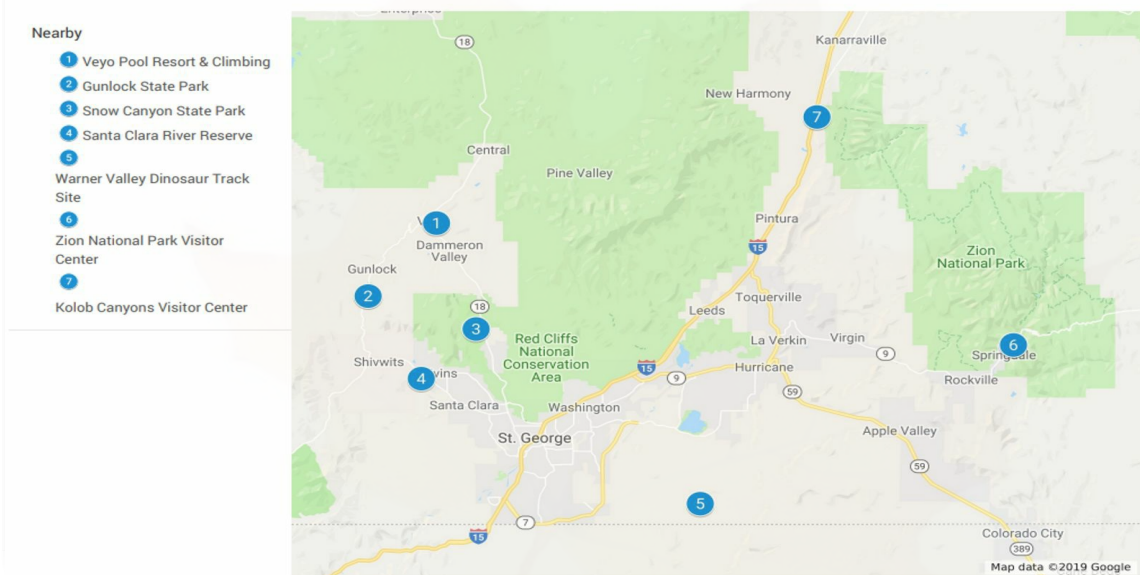 Nearby
1 Veyo Pool Resort & Climbing
2 Gunlock State Park
3 Snow Canyon State Park
4 Santa Clara River Reserve
5
Warner Valley Dinosaur Track
Site
6
Zion National Park Visitor
Center
7
Kolob Canyons Visitor Center
18
Kanarraville
New Harmony
7
Central
Pine Valley
1
Pintura
Dammeron
Valley
15
Zion
National Park
Gunlock
2
Toquerville
18
Leeds
3
Red Cliffs
National
Conservation
Area
La Verkin
Virgin
6
9
Shivwits
15
Hurricane
4
9
Rockville
59
Santa Clara
Washington
St. George
Apple Valley
59
5
7
15
Colorado City
389
Map data ©2019 Google